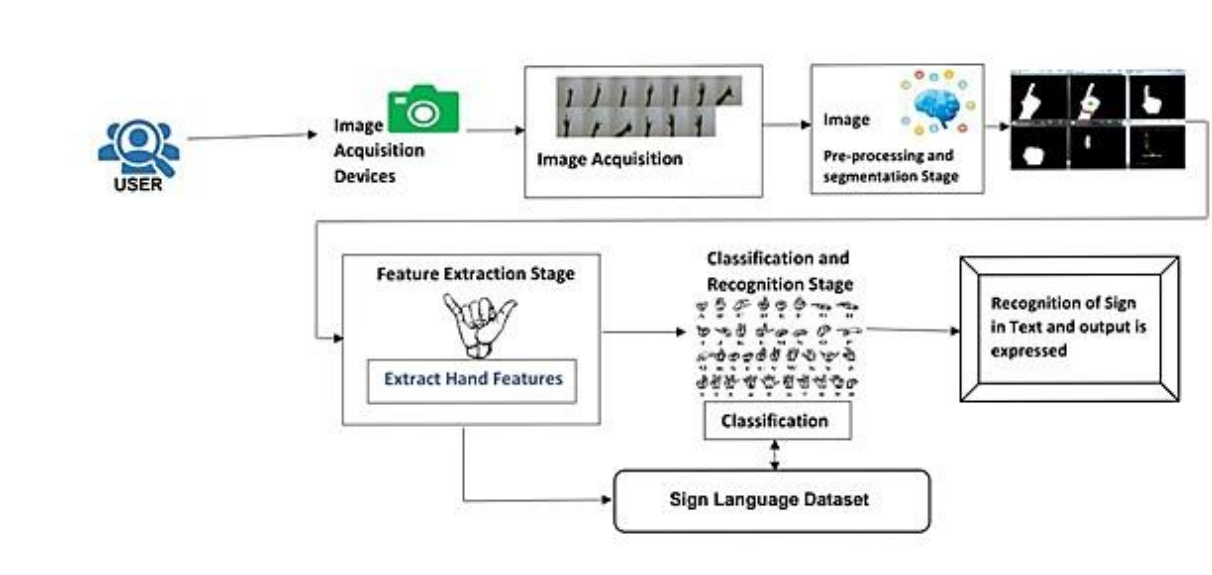 USER
Image
Acquisition
Devices
Image Acquisition
Image
Pre-processing and
segmentation Stage
Feature Extraction Stage
Extract Hand Features
Classification and
Recognition Stage
Classification
Recognition of Sign
in Text and output is
expressed
Sign Language Dataset